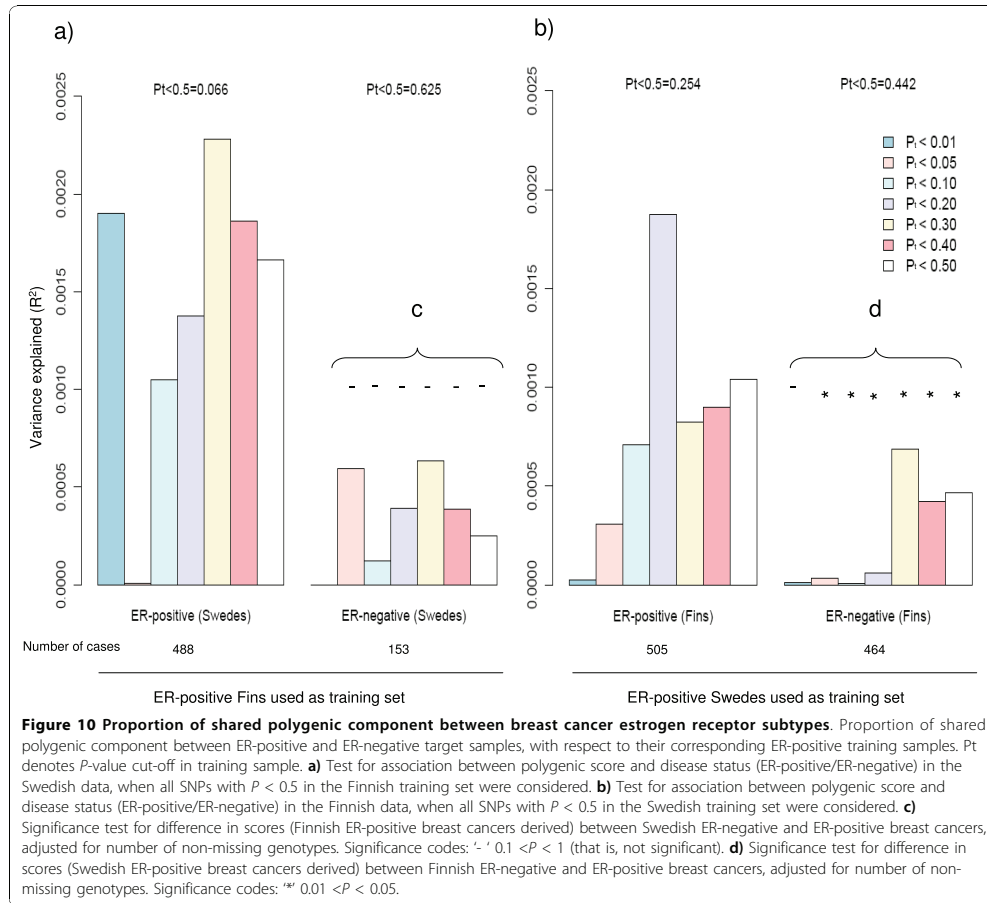 a)
b)
Pt<0.5=0.066
Pt<0.5=0.625
Pt<0.5=0.254
Pt<0.5=0.442
Variance explained (R²)
0.0025
0.0020
0.0015
0.0010
0.0005
0.0000
0.0025
0.0020
0.0015
0.0010
0.0005
0.0000
Pt < 0.01
Pt < 0.05
Pt < 0.10
Pt < 0.20
Pt < 0.30
Pt < 0.40
Pt < 0.50
c
- - - - - -
d
- * * * * * *
ER-positive (Swedes)
ER-negative (Swedes)
ER-positive (Fins)
ER-negative (Fins)
Number of cases 488 153 505 464
ER-positive Fins used as training set
ER-positive Swedes used as training set
Figure 10 Proportion of shared polygenic component between breast cancer estrogen receptor subtypes. Proportion of shared
polygenic component between ER-positive and ER-negative target samples, with respect to their corresponding ER-positive training samples. Pt
denotes P-value cut-off in training sample. a) Test for association between polygenic score and disease status (ER-positive/ER-negative) in the
Swedish data, when all SNPs with P < 0.5 in the Finnish training set were considered. b) Test for association between polygenic score and
disease status (ER-positive/ER-negative) in the Finnish data, when all SNPs with P < 0.5 in the Swedish training set were considered. c)
Significance test for difference in scores (Finnish ER-positive breast cancers derived) between Swedish ER-negative and ER-positive breast cancers,
adjusted for number of non-missing genotypes. Significance codes: '- ' 0.1 <P < 1 (that is, not significant). d) Significance test for difference in
scores (Swedish ER-positive breast cancers derived) between Finnish ER-negative and ER-positive breast cancers, adjusted for number of non-
missing genotypes. Significance codes: '*' 0.01 <P < 0.05.